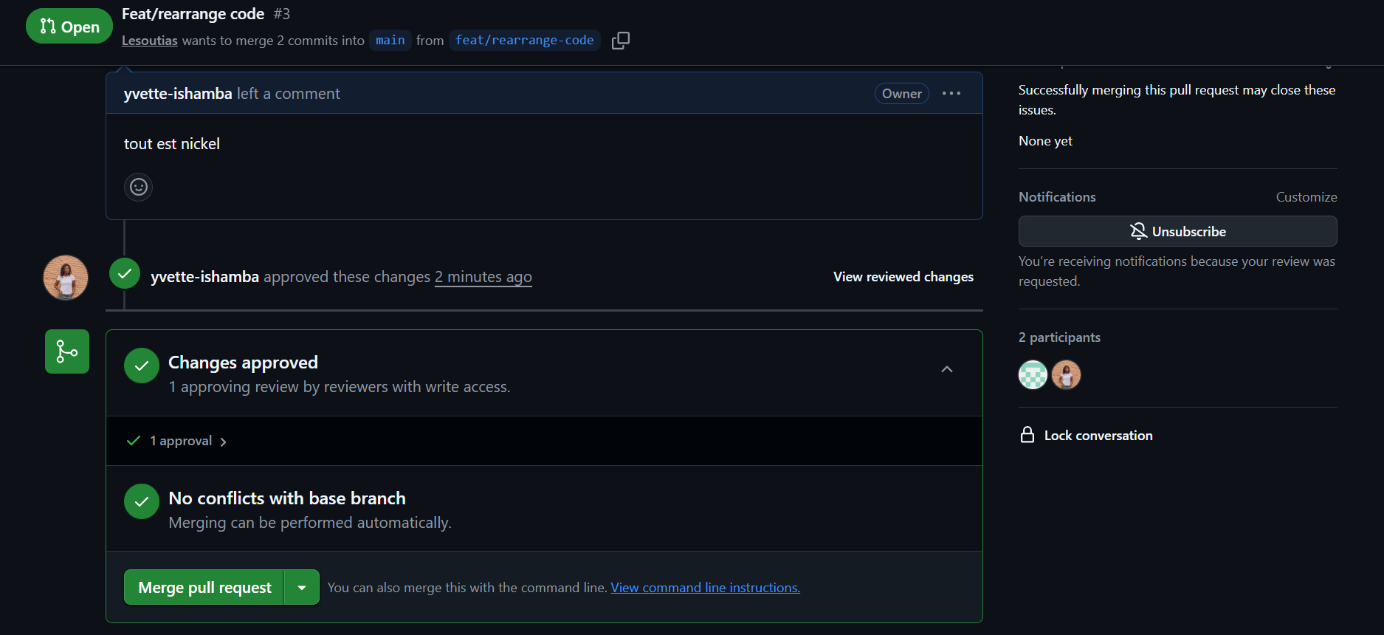 Open
Feat/rearrange code #3
Lesoutias wants to merge 2 commits into main from feat/rearrange-code
yvette-ishamba left a comment
Owner
tout est nickel
yvette-ishamba approved these changes 2 minutes ago
View reviewed changes
Changes approved
1 approving review by reviewers with write access.
1 approval
No conflicts with base branch
Merging can be performed automatically.
Merge pull request
You can also merge this with the command line. View command line instructions.
Successfully merging this pull request may close these
issues.
None yet
Notifications
Customize
Unsubscribe
You're receiving notifications because your review was
requested.
2 participants
Lock conversation